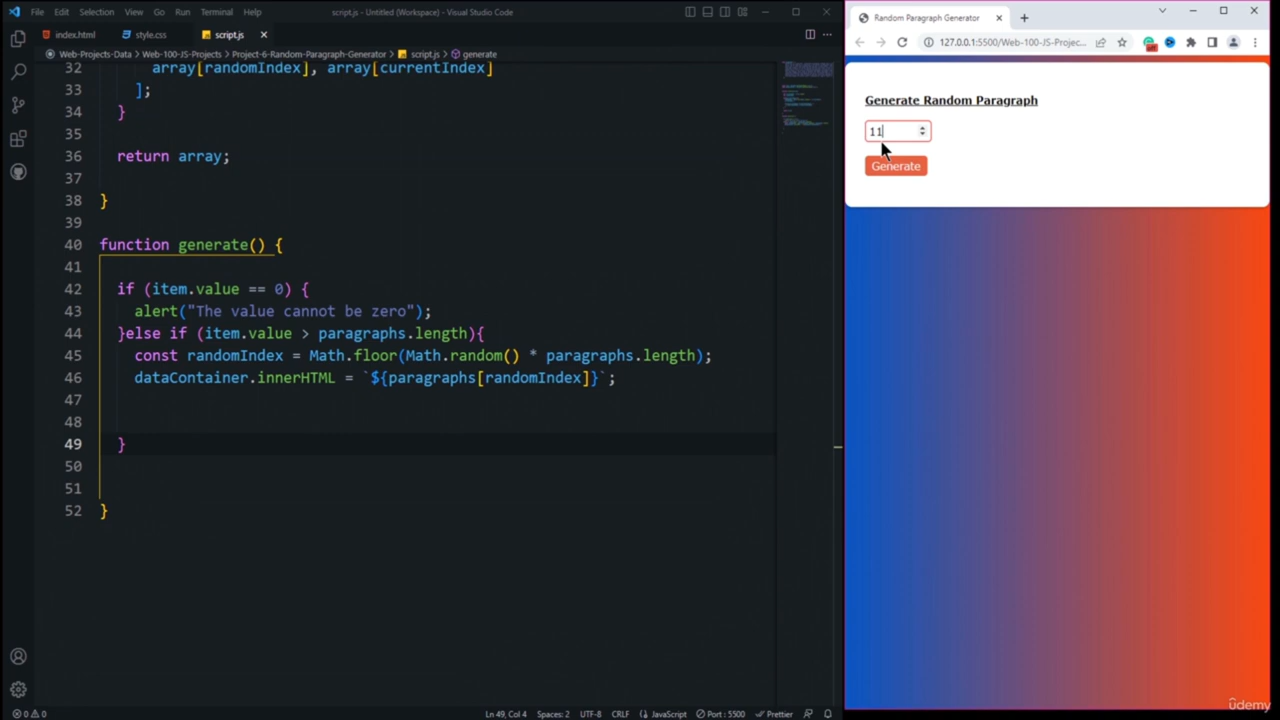 File Edit Selection View Go Run Terminal Help
script.js - Untitled (Workspace) - Visual Studio Code
index.html style.css script.js
Web-Projects-Data > Web-100-JS-Projects > Project-6-Random-Paragraph-Generator > script.js > generate
32 array[randomIndex], array[currentIndex]
33 ];
34 }
35
36 return array;
37
38 }
39
40 function generate() {
41
42 if (item.value == 0) {
43 alert("The value cannot be zero");
44 }else if (item.value > paragraphs.length){
45 const randomIndex = Math.floor(Math.random() * paragraphs.length);
46 dataContainer.innerHTML = `${paragraphs[randomIndex]}`;
47
48
49 }
50
51
52 }
0 0
Ln 49, Col 4 Spaces: 2 UTF-8 CRLF JavaScript Port : 5500 Prettier
Random Paragraph Generator
127.0.0.1:5500/Web-100-JS-Projec...
Generate Random Paragraph
11
Generate
ûdemy